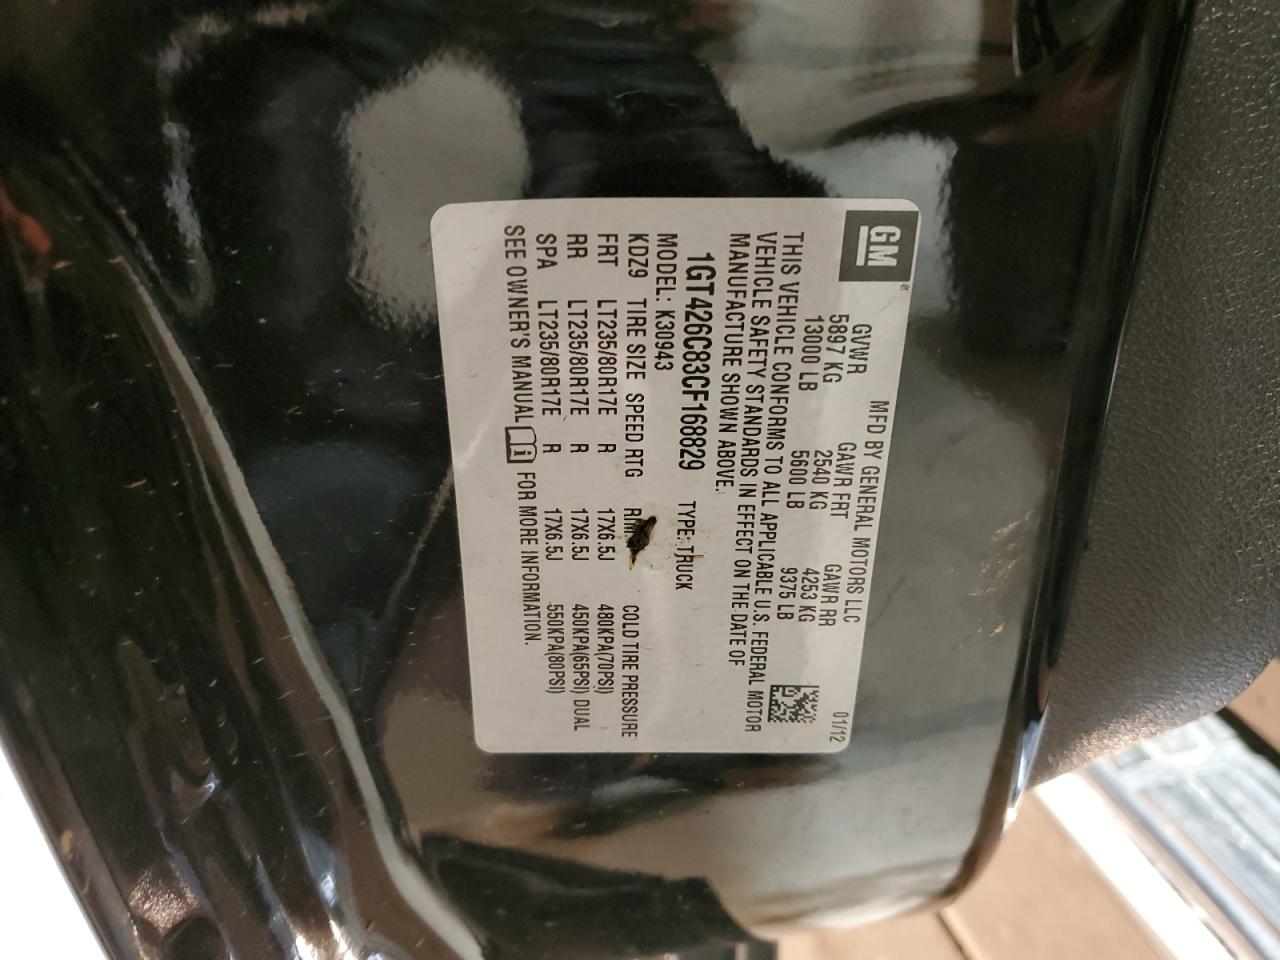 GM®
MFD BY GENERAL MOTORS LLC 01/12
GVWR GAWR FRT GAWR RR
5897 KG 2540 KG 4253 KG
13000 LB 5600 LB 9375 LB
THIS VEHICLE CONFORMS TO ALL APPLICABLE U.S. FEDERAL MOTOR
VEHICLE SAFETY STANDARDS IN EFFECT ON THE DATE OF
MANUFACTURE SHOWN ABOVE.
1GT426C83CF168829 TYPE: TRUCK
MODEL: K30943
KDZ9 TIRE SIZE SPEED RTG RIM COLD TIRE PRESSURE
FRT LT235/80R17E R 17X6.5J 480KPA(70PSI)
RR LT235/80R17E R 17X6.5J 450KPA(65PSI) DUAL
SPA LT235/80R17E R 17X6.5J 550KPA(80PSI)
SEE OWNER'S MANUAL i FOR MORE INFORMATION.